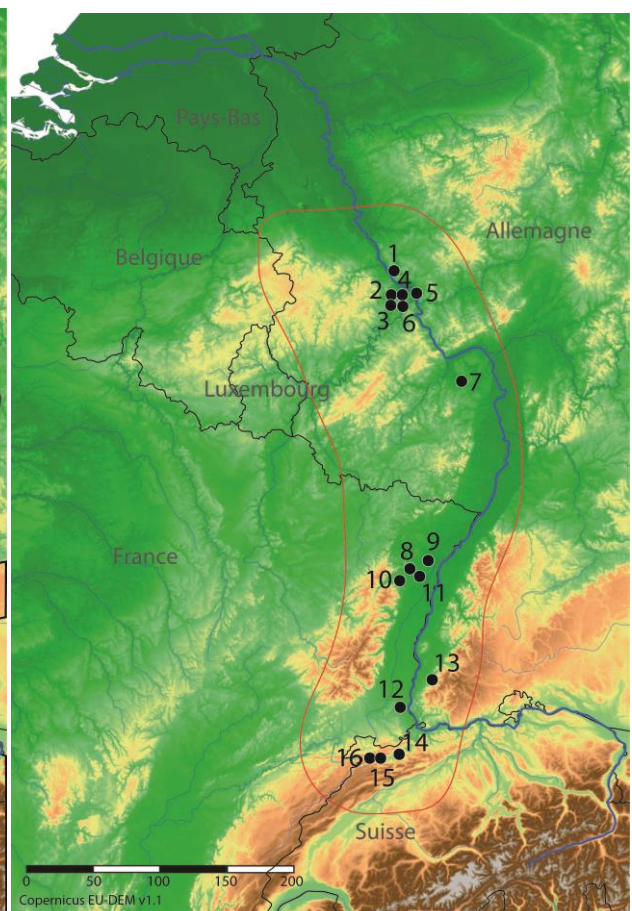 Pays-Bas
Allemagne
Belgique
1
2 4 5
3 6
Luxembourg
7
France
8 9
10 11
13
12
14
16 15
Suisse
0 50 100 150 200
Copernicus EU-DEM v1.1